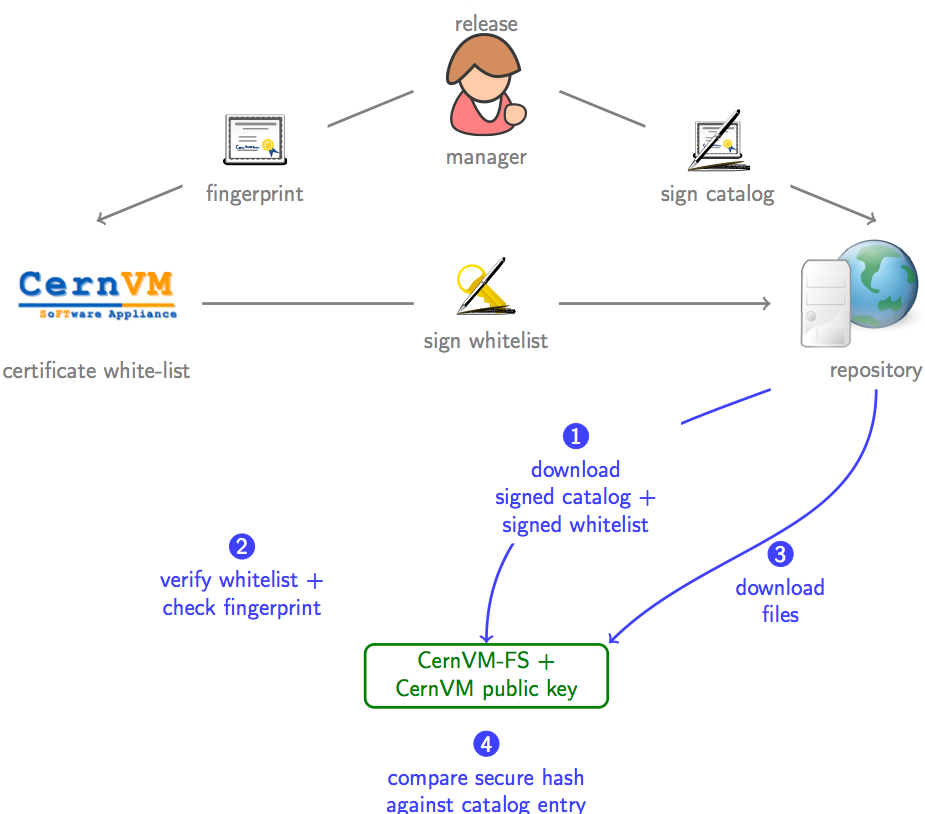 release
manager
fingerprint
sign catalog
CernVM
SoFTware Appliance
sign whitelist
certificate white-list
repository
1
download
signed catalog +
signed whitelist
2
verify whitelist +
check fingerprint
3
download
files
CernVM-FS +
CernVM public key
4
compare secure hash
against catalog entry